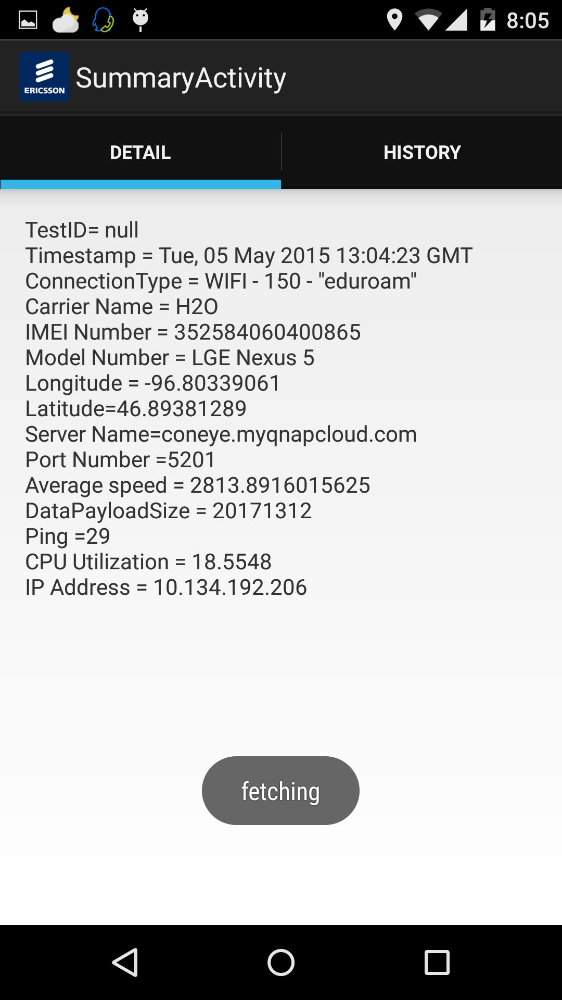 8:05
ERICSSON
SummaryActivity
DETAIL
HISTORY
TestID= null
Timestamp = Tue, 05 May 2015 13:04:23 GMT
ConnectionType = WIFI - 150 - "eduroam"
Carrier Name = H2O
IMEI Number = 352584060400865
Model Number = LGE Nexus 5
Longitude = -96.80339061
Latitude=46.89381289
Server Name=coneye.myqnapcloud.com
Port Number =5201
Average speed = 2813.8916015625
DataPayloadSize = 20171312
Ping =29
CPU Utilization = 18.5548
IP Address = 10.134.192.206
fetching